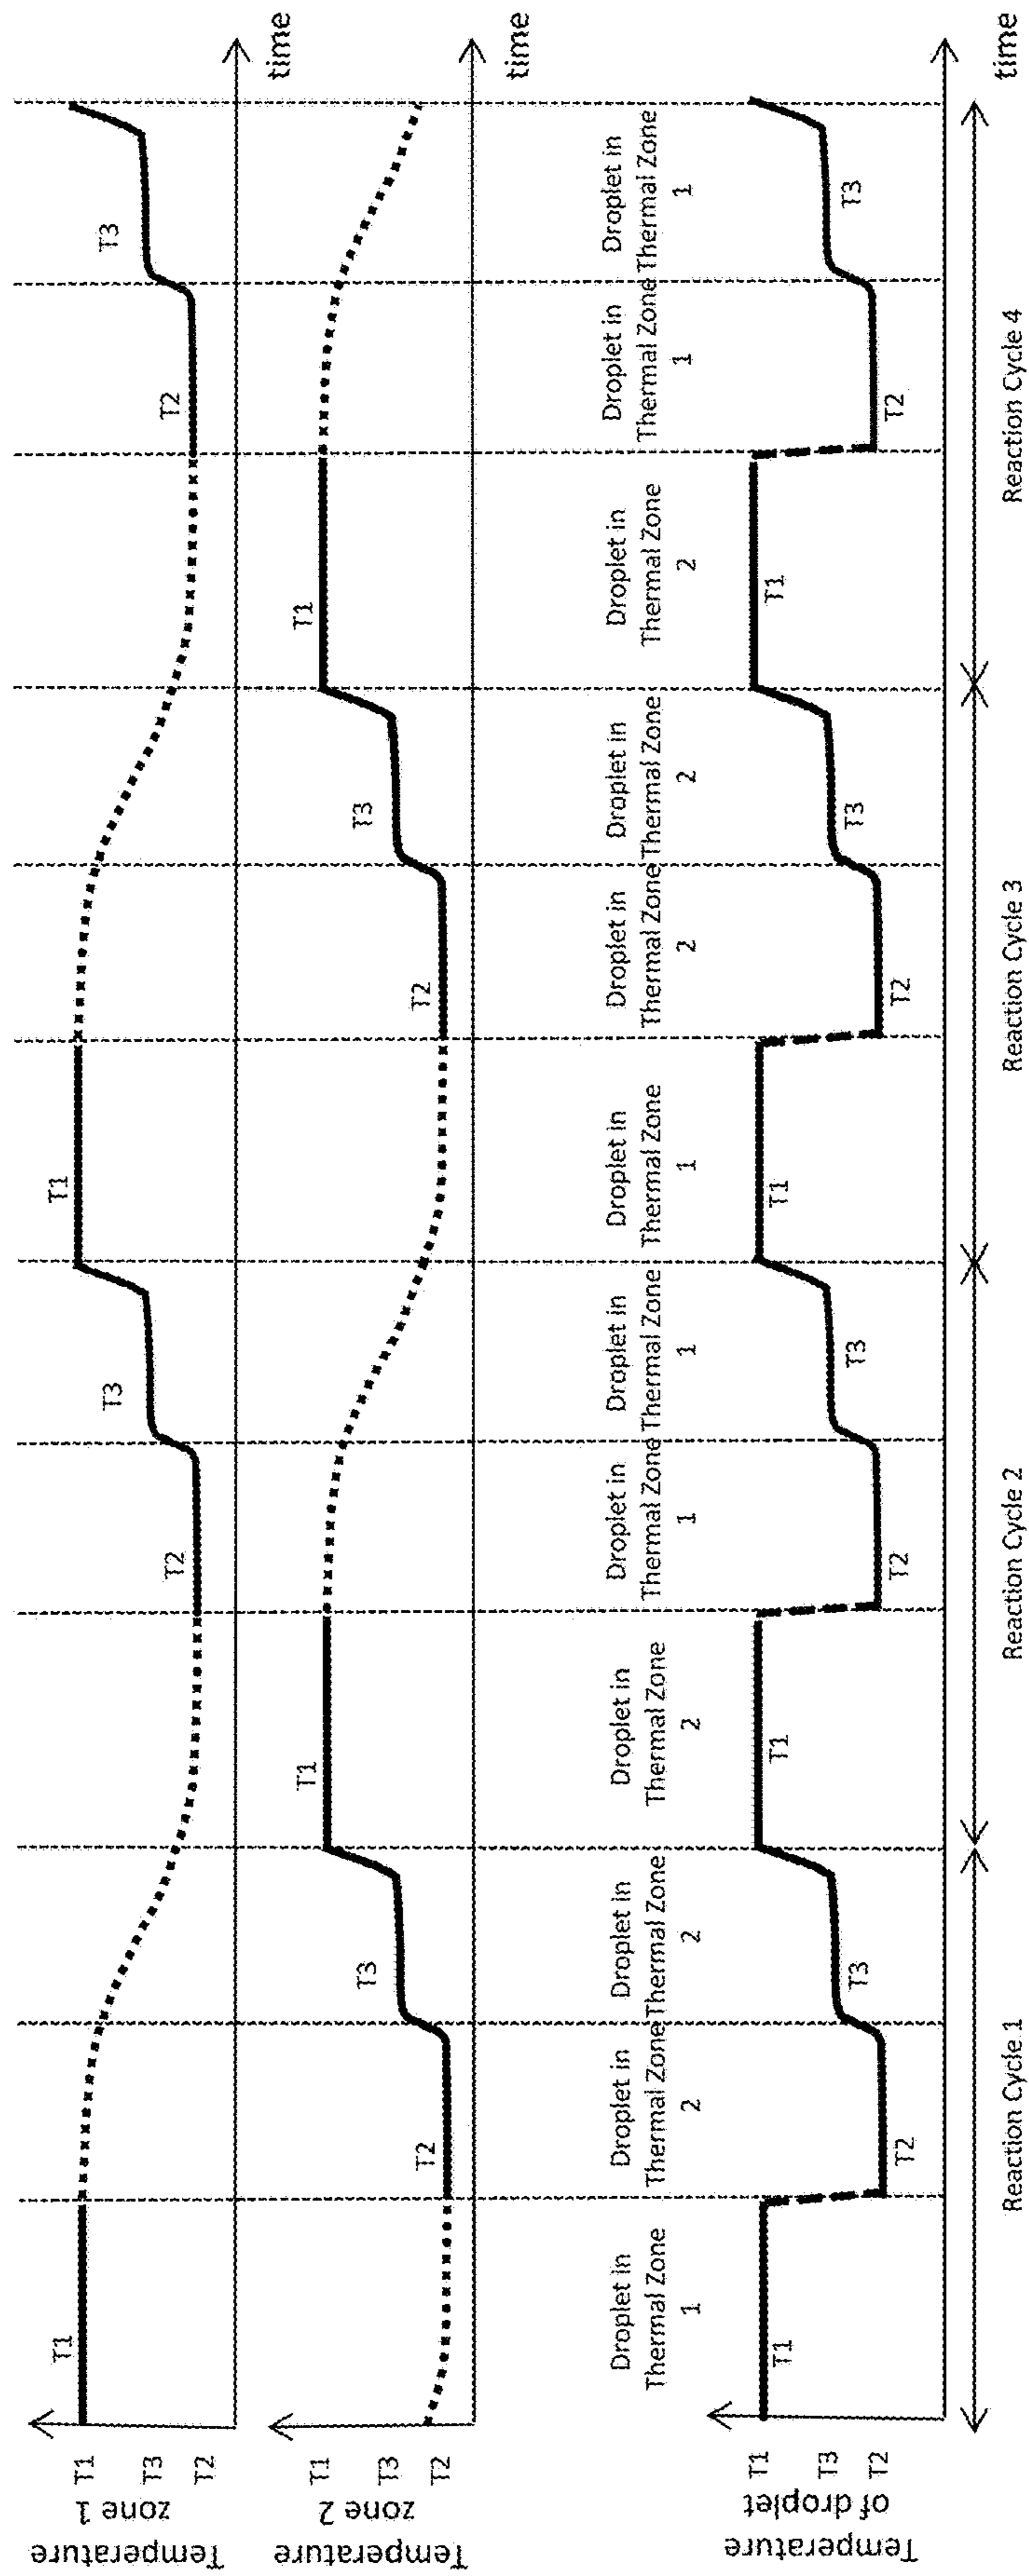 Temperature
zone 1
T1
T3
T2
T1
T2
T3
T1
T2
T3
time
Temperature
zone 2
T1
T3
T2
T2
T3
T1
T2
T3
T1
time
Droplet in
Thermal Zone
1
Droplet in
Thermal Zone
2
Droplet in
Thermal Zone
2
Droplet in
Thermal Zone
2
Droplet in
Thermal Zone
1
Droplet in
Thermal Zone
1
Droplet in
Thermal Zone
1
Droplet in
Thermal Zone
2
Droplet in
Thermal Zone
2
Droplet in
Thermal Zone
2
Droplet in
Thermal Zone
1
Droplet in
Thermal Zone
1
Temperature
of droplet
T1
T3
T2
T1
T2
T3
T1
T2
T3
T1
T2
T3
T1
T2
T3
time
Reaction Cycle 1
Reaction Cycle 2
Reaction Cycle 3
Reaction Cycle 4